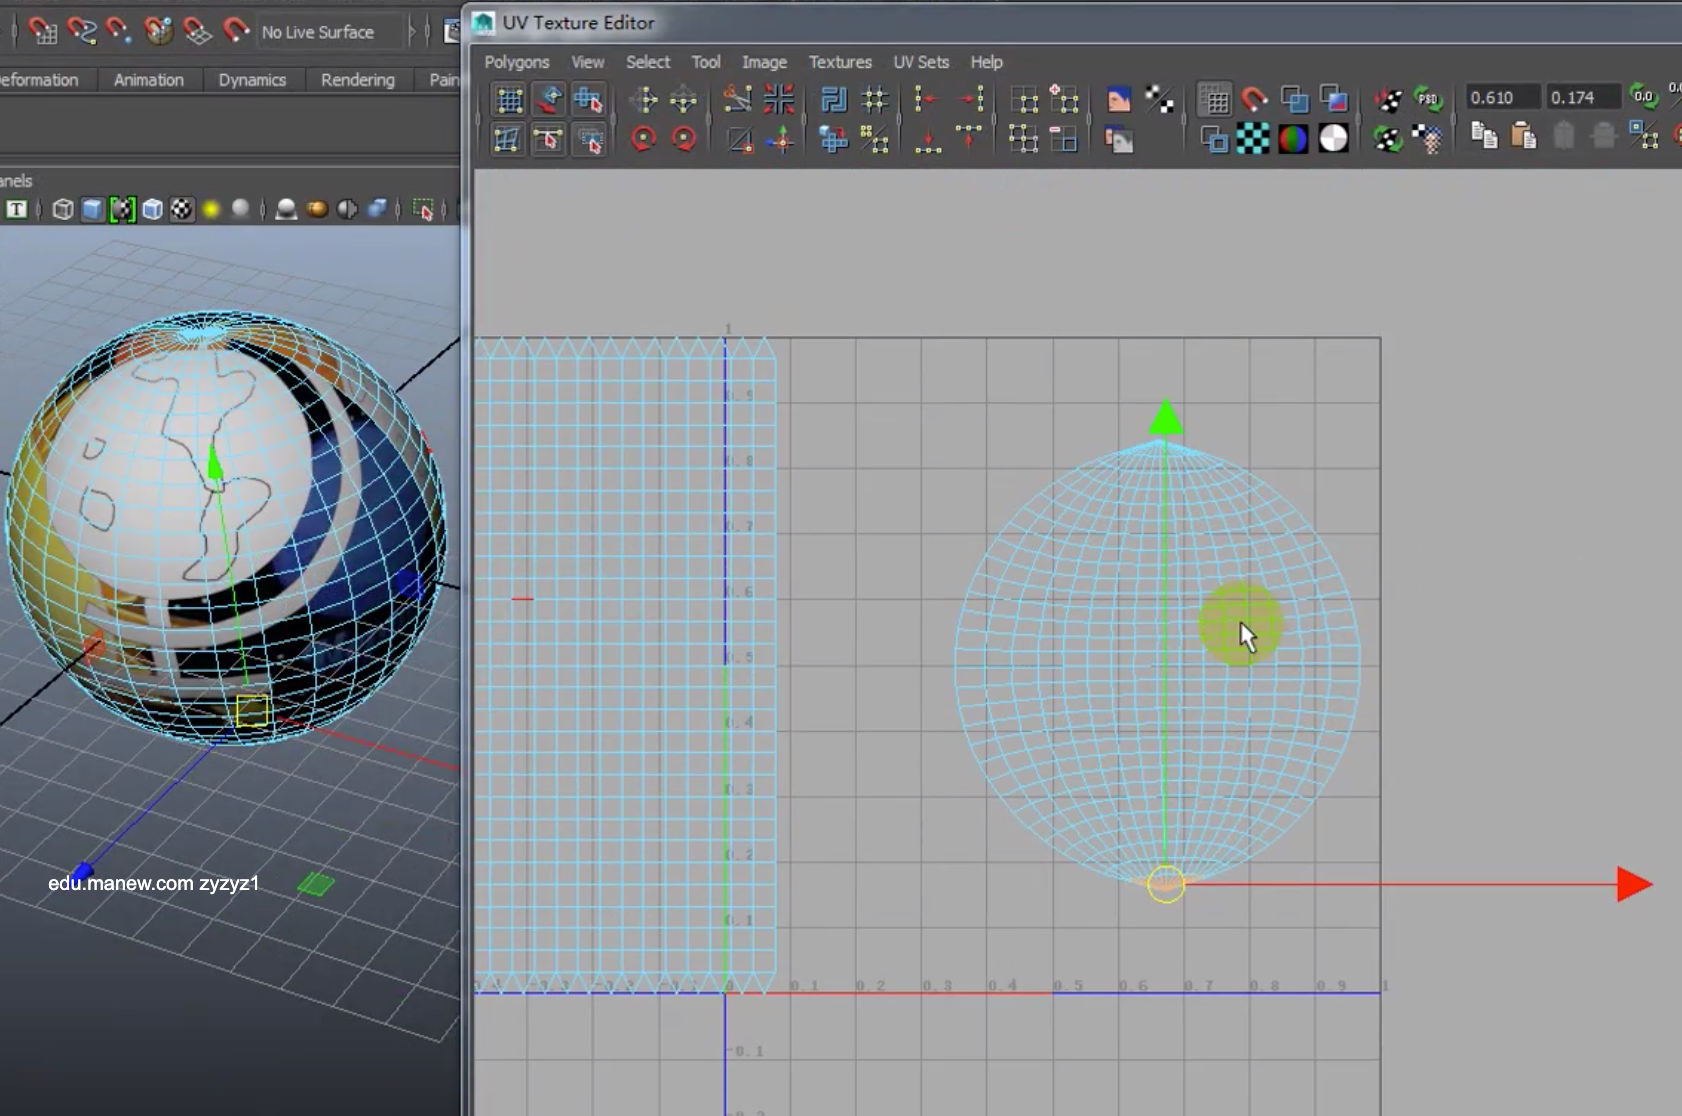 UV Texture Editor
No Live Surface
Polygons View Select Tool Image Textures UV Sets Help
eformation Animation Dynamics Rendering Pain
0.610 0.174
PSD
anels
T
1
0.9
0.8
0.7
0.6
0.5
0.4
0.3
0.2
0.1
edu.manew.com zyzyz1
0 0.1 0.2 0.3 0.4 0.5 0.6 0.7 0.8 0.9 1
-0.1